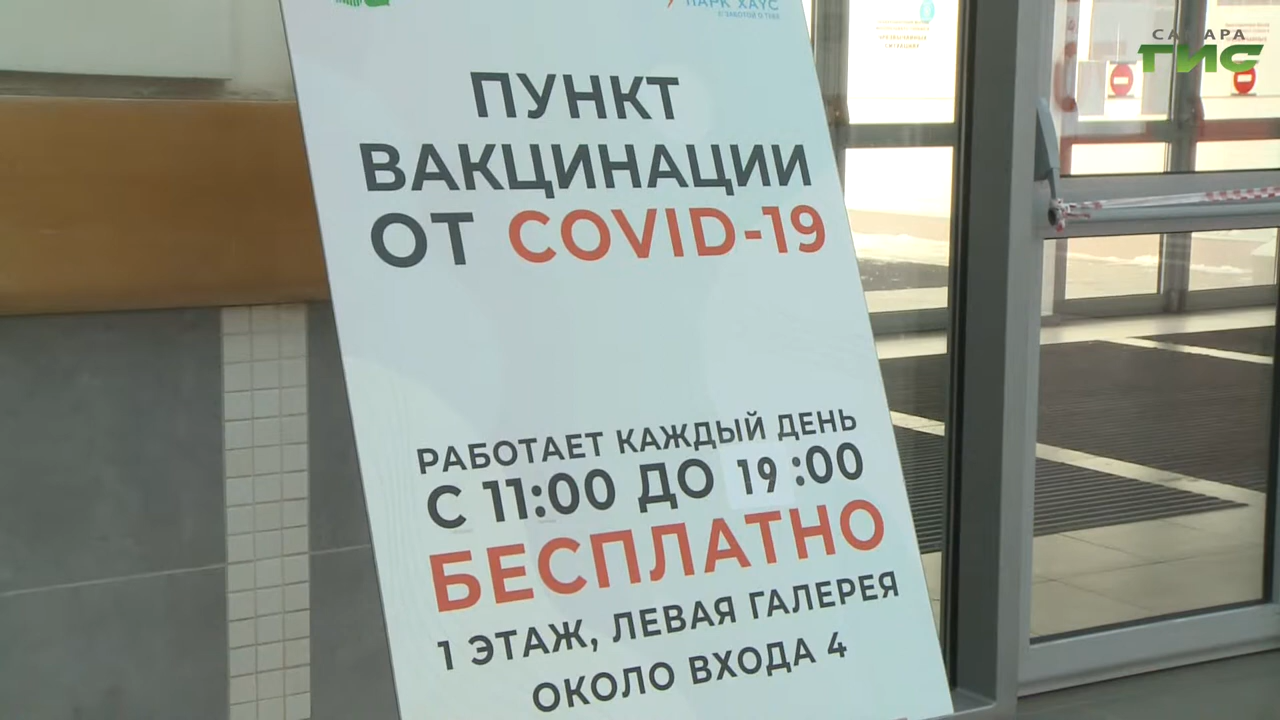 ПАРК ХАУС
САМАРА
ГИС
ПУНКТ
ВАКЦИНАЦИИ
ОТ COVID-19
РАБОТАЕТ КАЖДЫЙ ДЕНЬ
С 11:00 ДО 19:00
БЕСПЛАТНО
1 ЭТАЖ, ЛЕВАЯ ГАЛЕРЕЯ
ОКОЛО ВХОДА 4